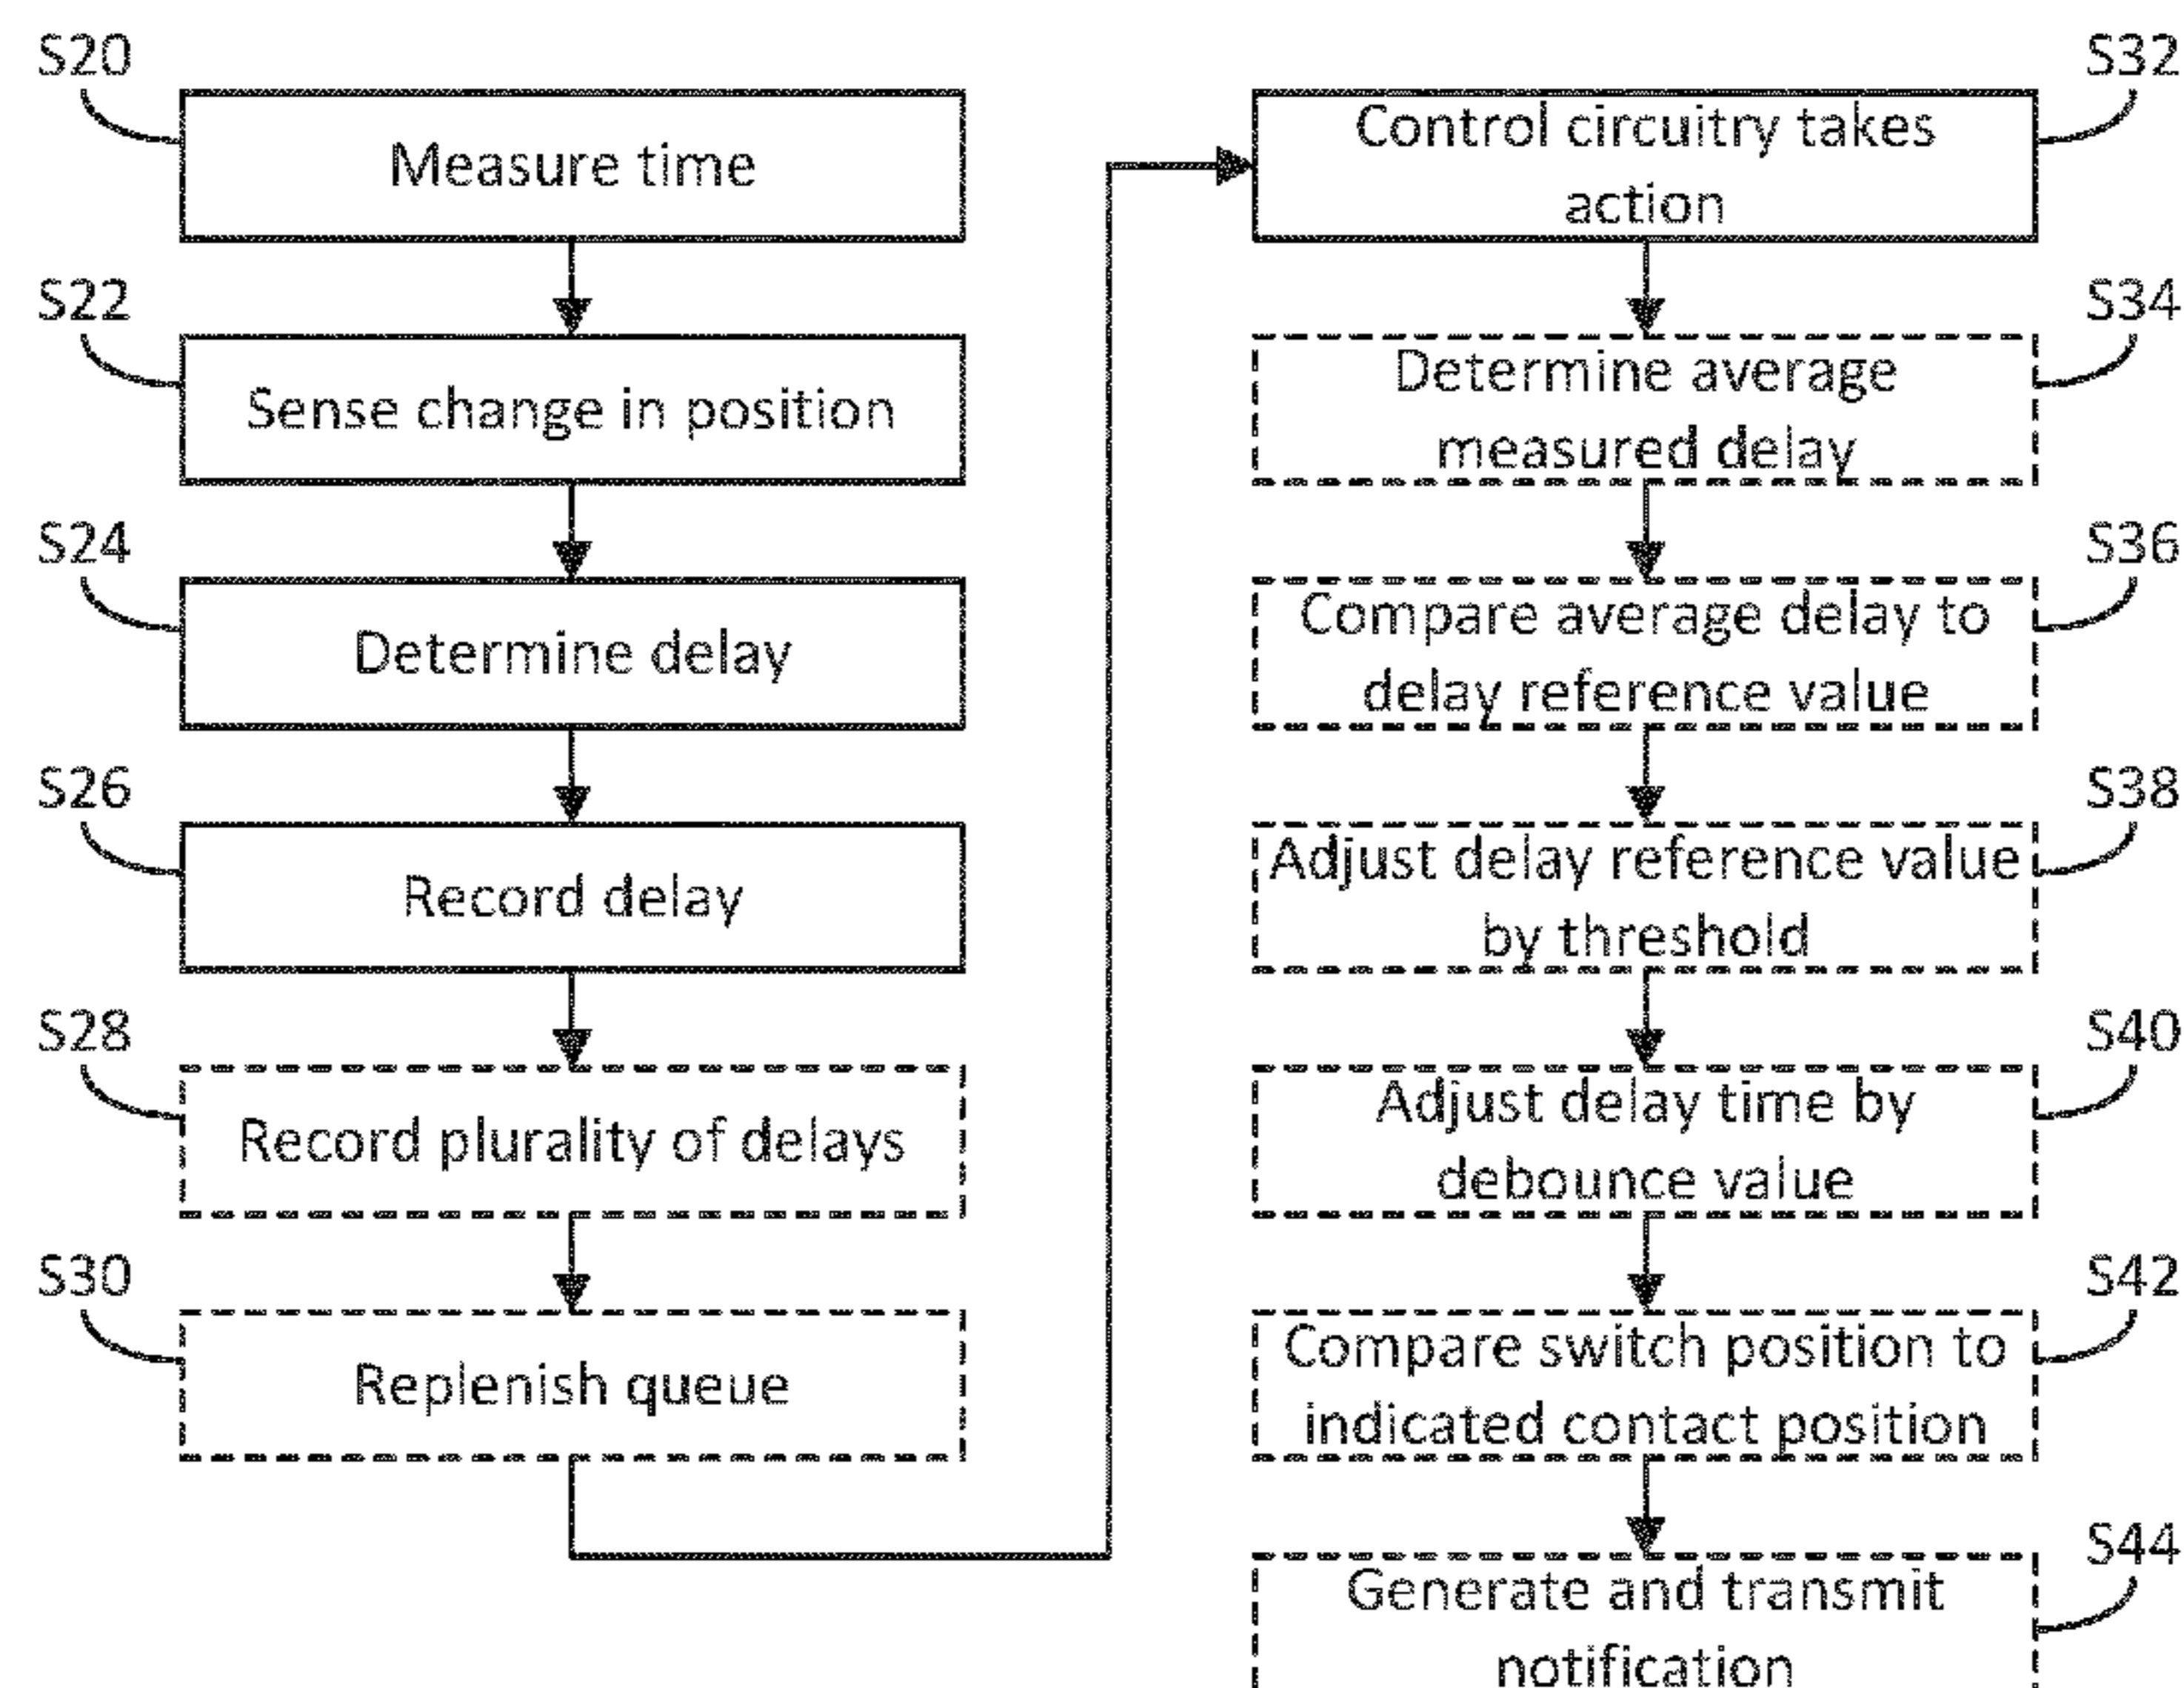 S20
Measure time
S22
Sense change in position
S24
Determine delay
S26
Record delay
S28
Record plurality of delays
S30
Replenish queue
S32
Control circuitry takes
action
S34
Determine average
measured delay
S36
Compare average delay to
delay reference value
S38
Adjust delay reference value
by threshold
S40
Adjust delay time by
debounce value
S42
Compare switch position to
indicated contact position
S44
Generate and transmit
notification